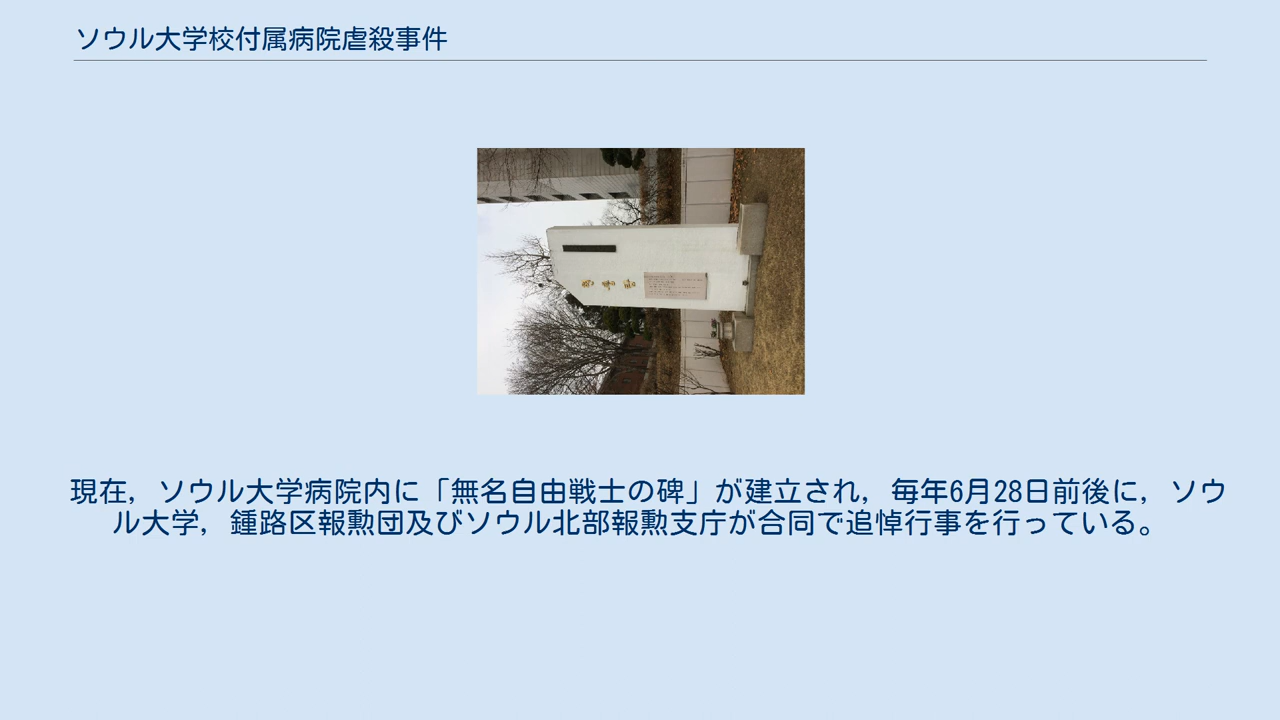 ソウル大学校付属病院虐殺事件
現在，ソウル大学病院内に「無名自由戦士の碑」が建立され，毎年6月28日前後に，ソウ
ル大学，鍾路区報勲団及びソウル北部報勲支庁が合同で追悼行事を行っている。